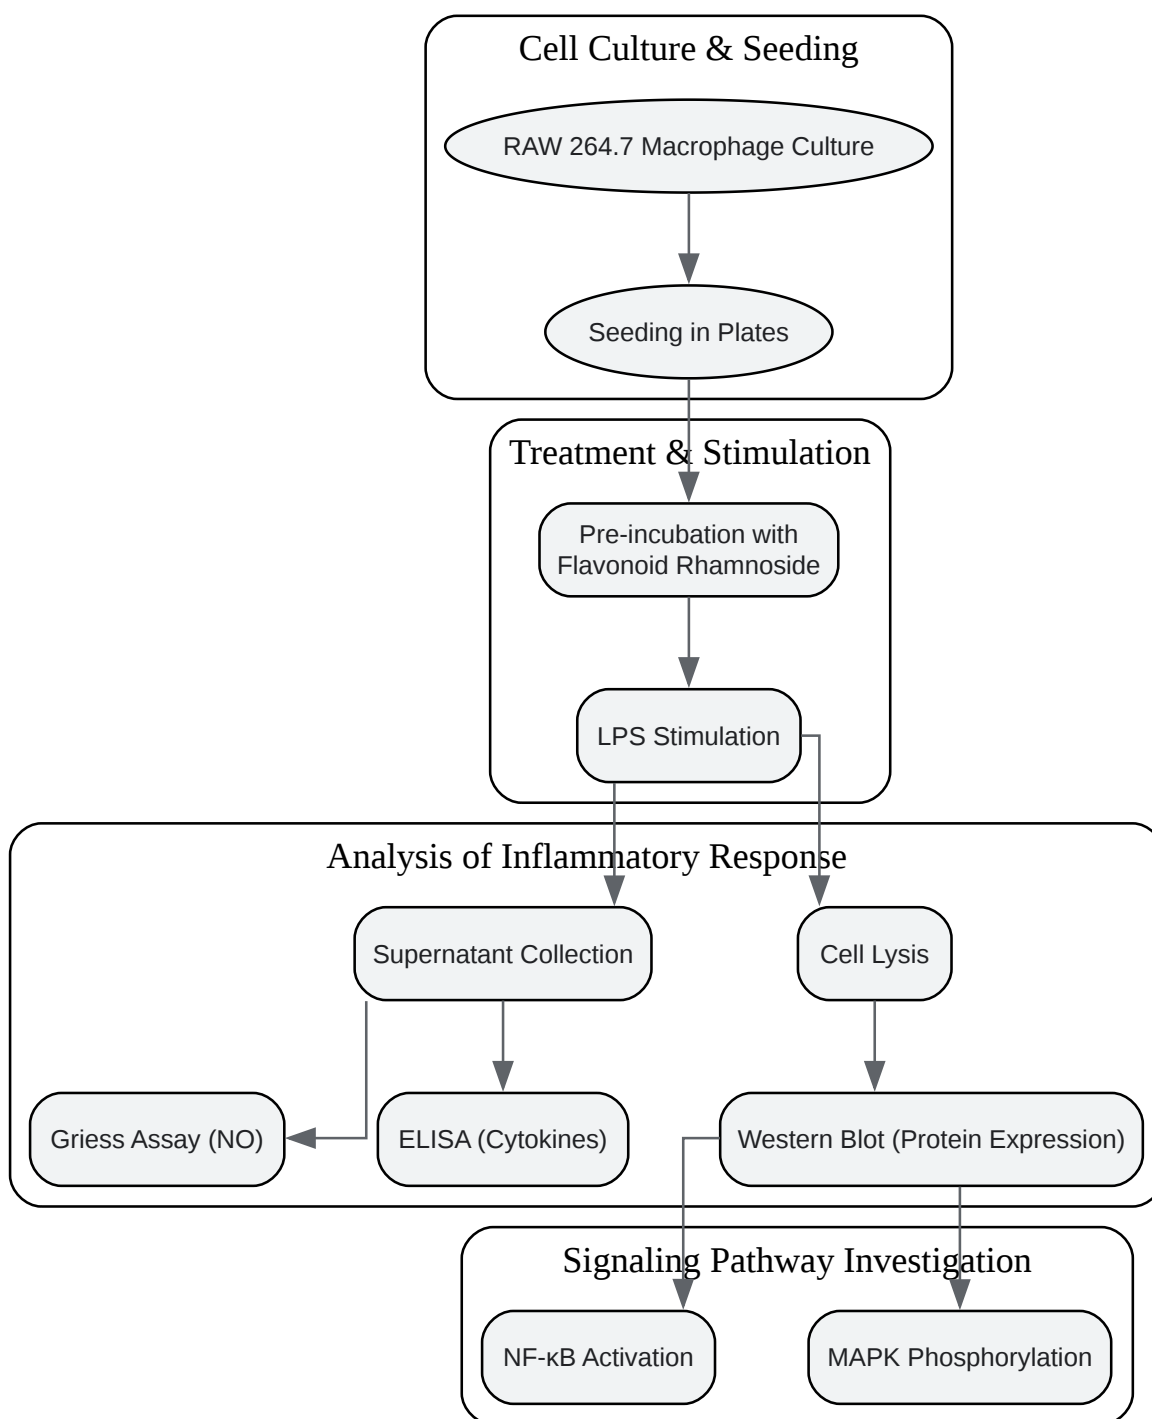 Cell Culture & Seeding
RAW 264.7 Macrophage Culture
Seeding in Plates
Treatment & Stimulation
Pre-incubation with
Flavonoid Rhamnoside
LPS Stimulation
Analysis of Inflammatory Response
Supernatant Collection
Cell Lysis
Griess Assay (NO)
ELISA (Cytokines)
Western Blot (Protein Expression)
Signaling Pathway Investigation
NF-κB Activation
MAPK Phosphorylation